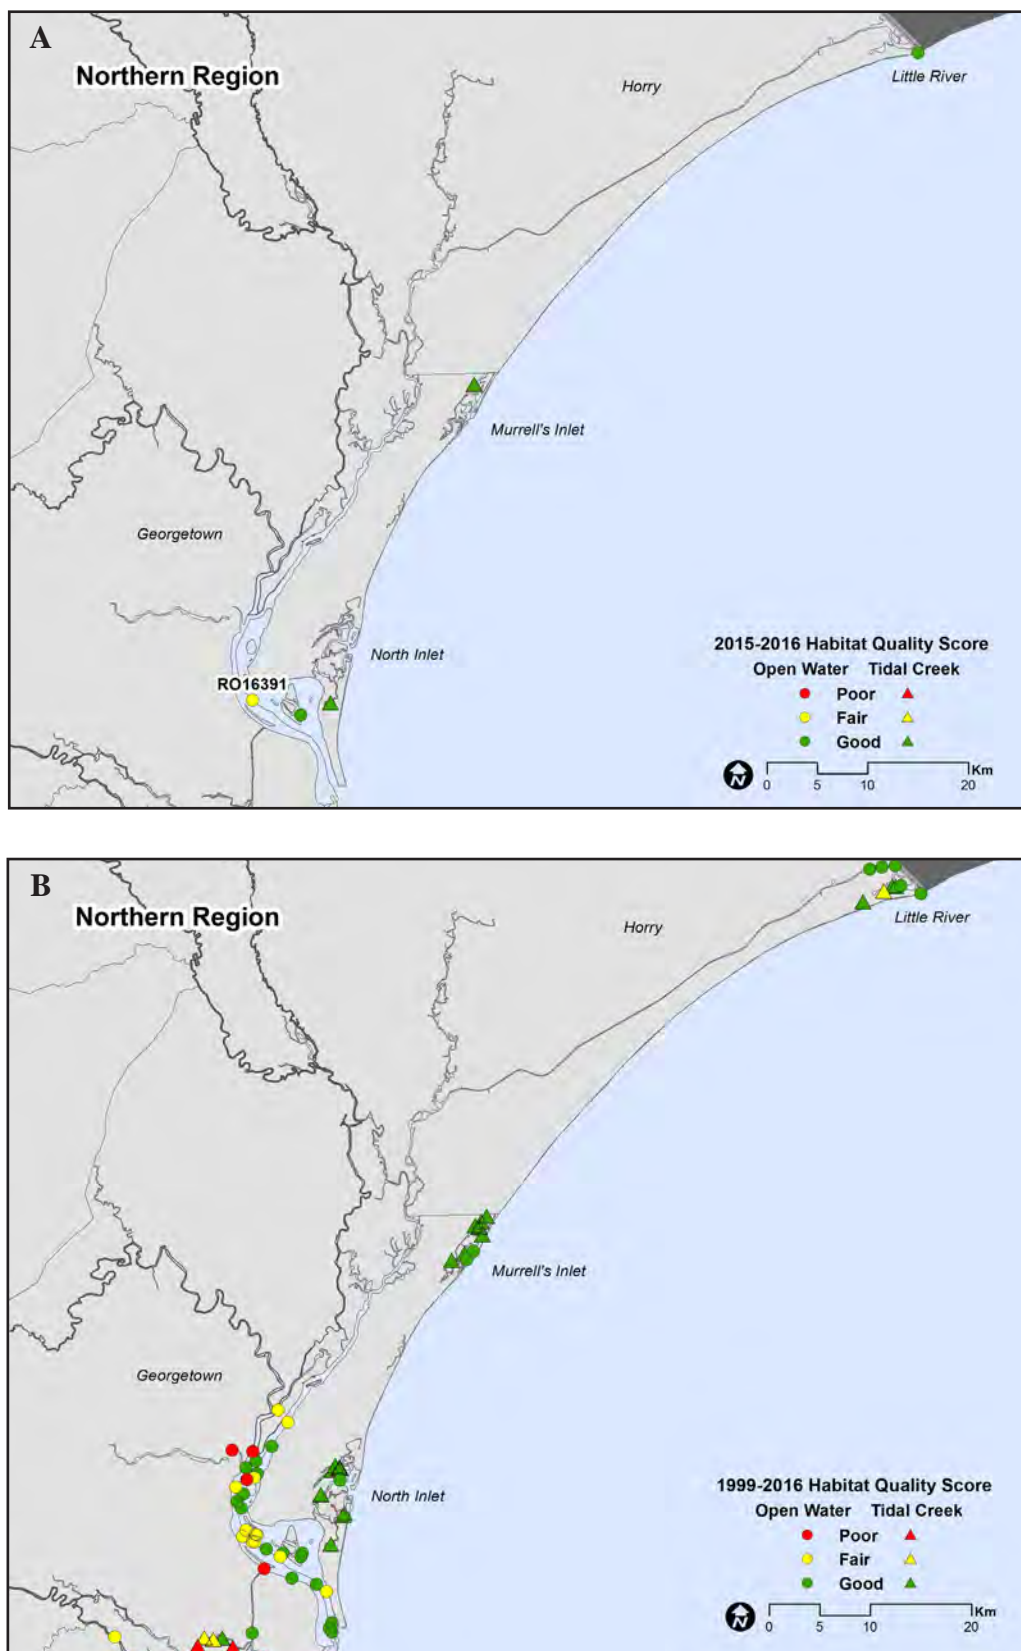 A
Northern Region
Horry
Little River
Murrell's Inlet
Georgetown
North Inlet
RO16391
2015-2016 Habitat Quality Score
Open Water Tidal Creek
Poor
Fair
Good
N
Km
0 5 10 20
B
Northern Region
Horry
Little River
Murrell's Inlet
Georgetown
North Inlet
1999-2016 Habitat Quality Score
Open Water Tidal Creek
Poor
Fair
Good
N
Km
0 5 10 20